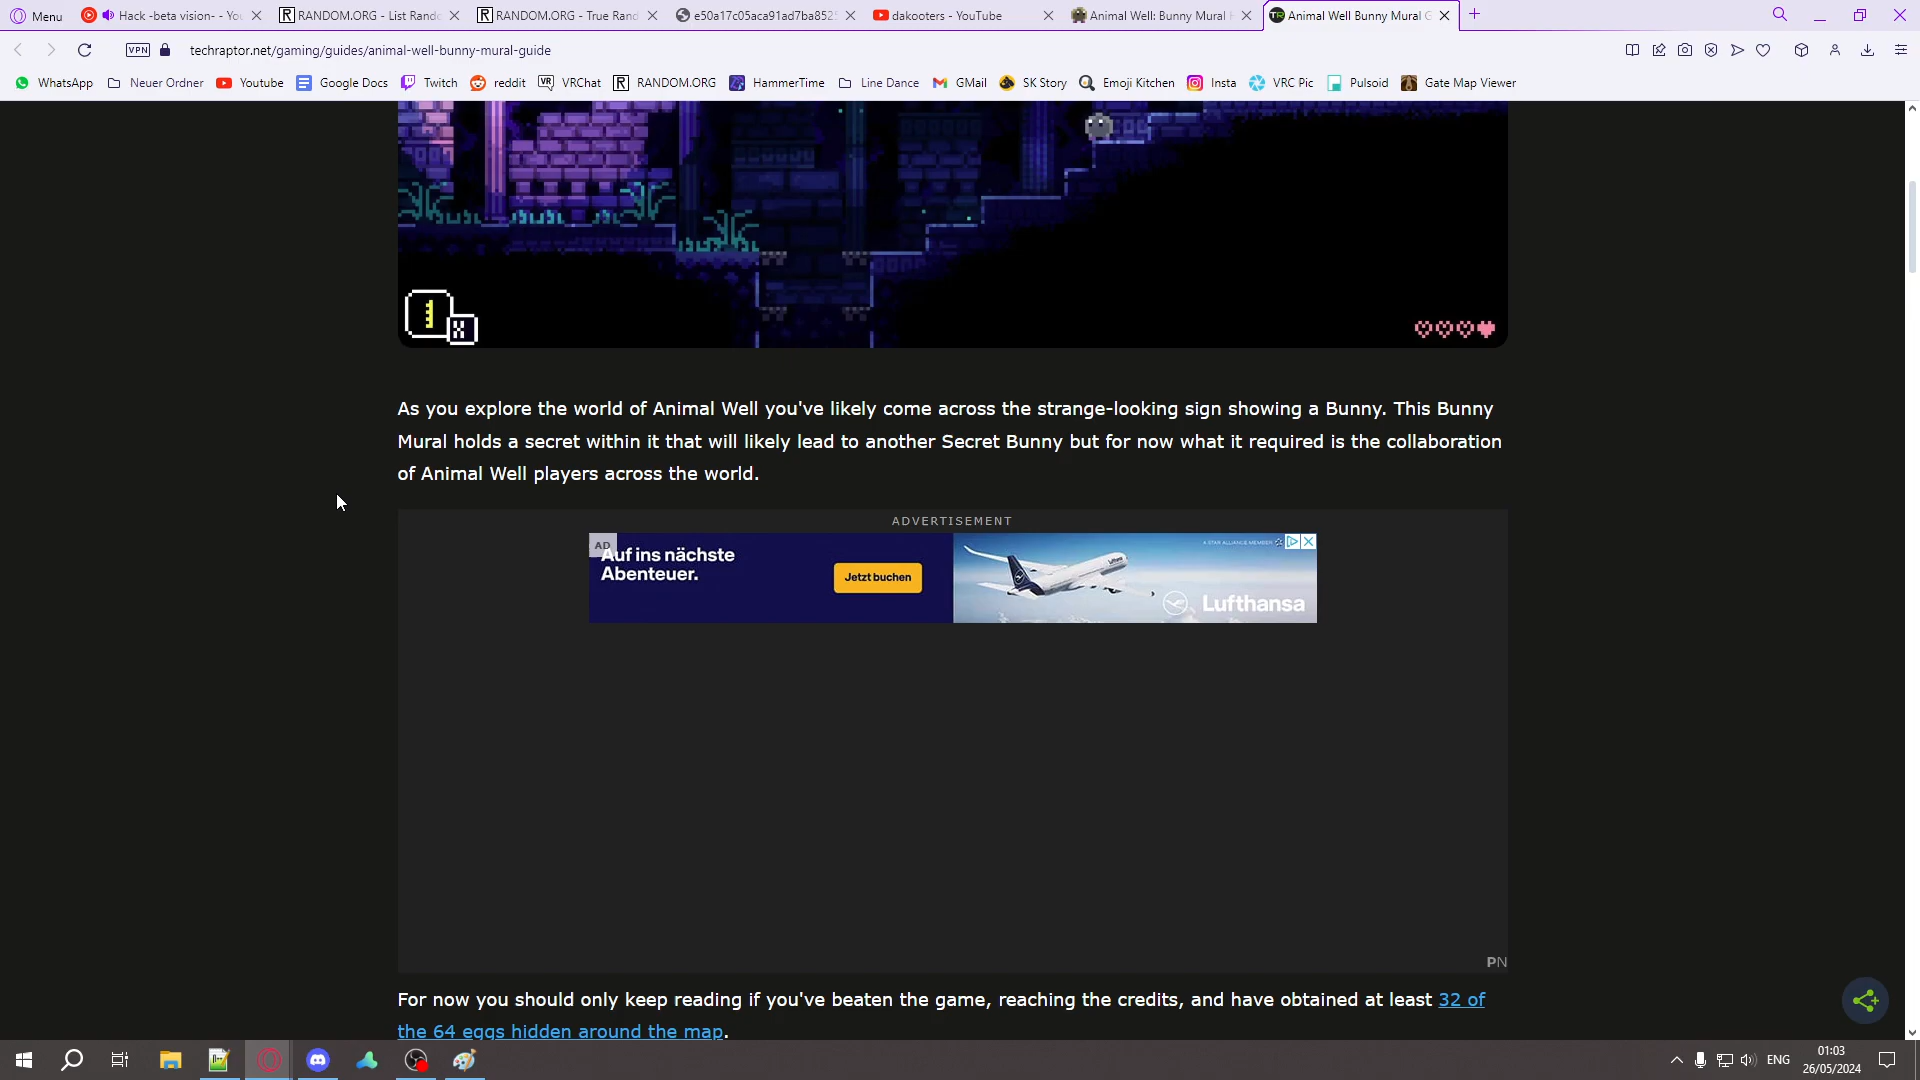 Menu
Hack -beta vision- - You
RANDOM.ORG - List Rando
RANDOM.ORG - True Rand
e50a17c05aca91ad7ba8525
dakooters - YouTube
Animal Well: Bunny Mural
Animal Well Bunny Mural G
VPN
techraptor.net/gaming/guides/animal-well-bunny-mural-guide
WhatsApp
Neuer Ordner
Youtube
Google Docs
Twitch
reddit
VRChat
RANDOM.ORG
HammerTime
Line Dance
GMail
SK Story
Emoji Kitchen
Insta
VRC Pic
Pulsoid
Gate Map Viewer
X
As you explore the world of Animal Well you've likely come across the strange-looking sign showing a Bunny. This Bunny
Mural holds a secret within it that will likely lead to another Secret Bunny but for now what it required is the collaboration
of Animal Well players across the world.
ADVERTISEMENT
AD
Auf ins nächste
Abenteuer.
Jetzt buchen
A STAR ALLIANCE MEMBER
Lufthansa
PN
For now you should only keep reading if you've beaten the game, reaching the credits, and have obtained at least 32 of
the 64 eggs hidden around the map.
ENG
01:03
26/05/2024